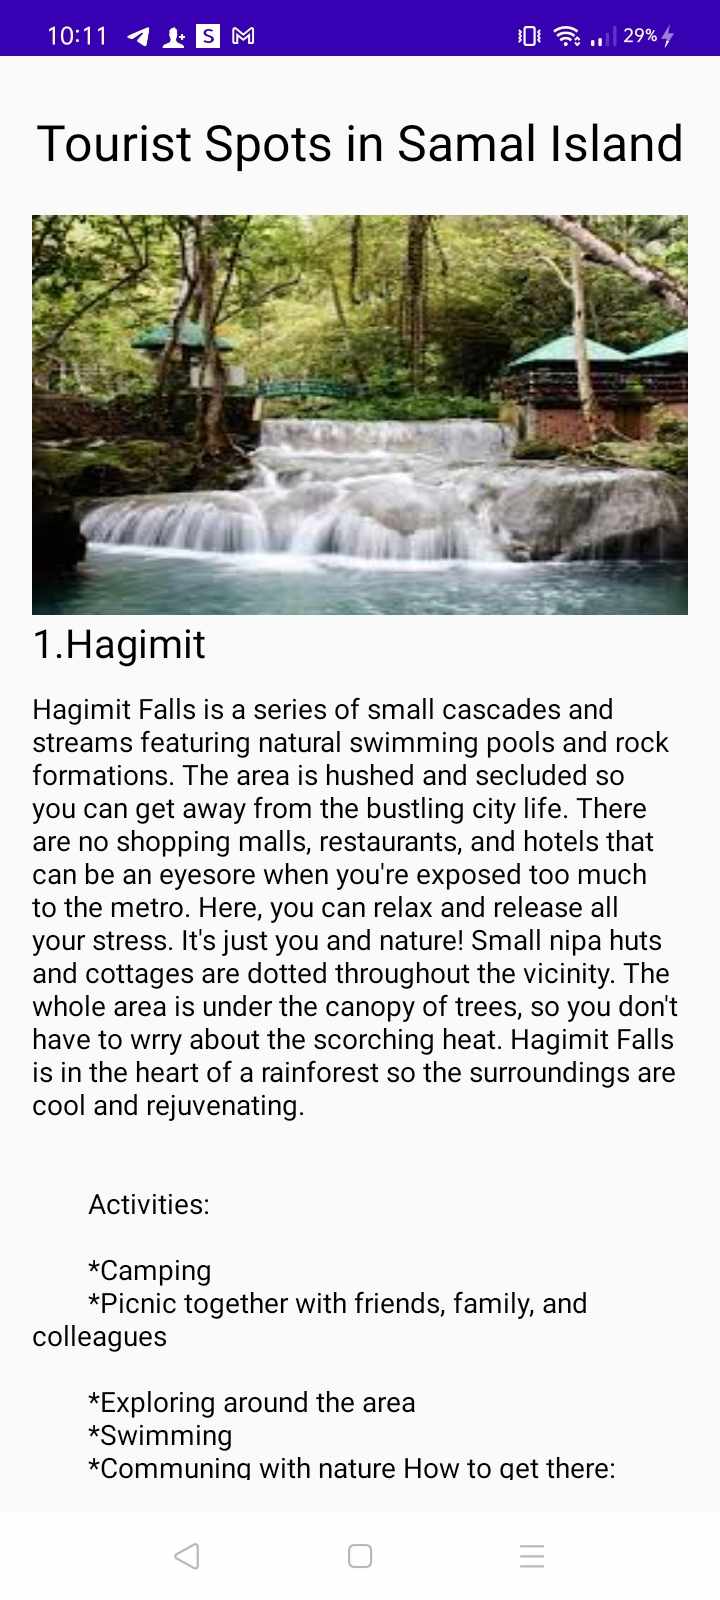 10:11 S M 29%
Tourist Spots in Samal Island
1.Hagimit
Hagimit Falls is a series of small cascades and
streams featuring natural swimming pools and rock
formations. The area is hushed and secluded so
you can get away from the bustling city life. There
are no shopping malls, restaurants, and hotels that
can be an eyesore when you're exposed too much
to the metro. Here, you can relax and release all
your stress. It's just you and nature! Small nipa huts
and cottages are dotted throughout the vicinity. The
whole area is under the canopy of trees, so you don't
have to wrry about the scorching heat. Hagimit Falls
is in the heart of a rainforest so the surroundings are
cool and rejuvenating.
Activities:
*Camping
*Picnic together with friends, family, and
colleagues
*Exploring around the area
*Swimming
*Communing with nature How to get there: